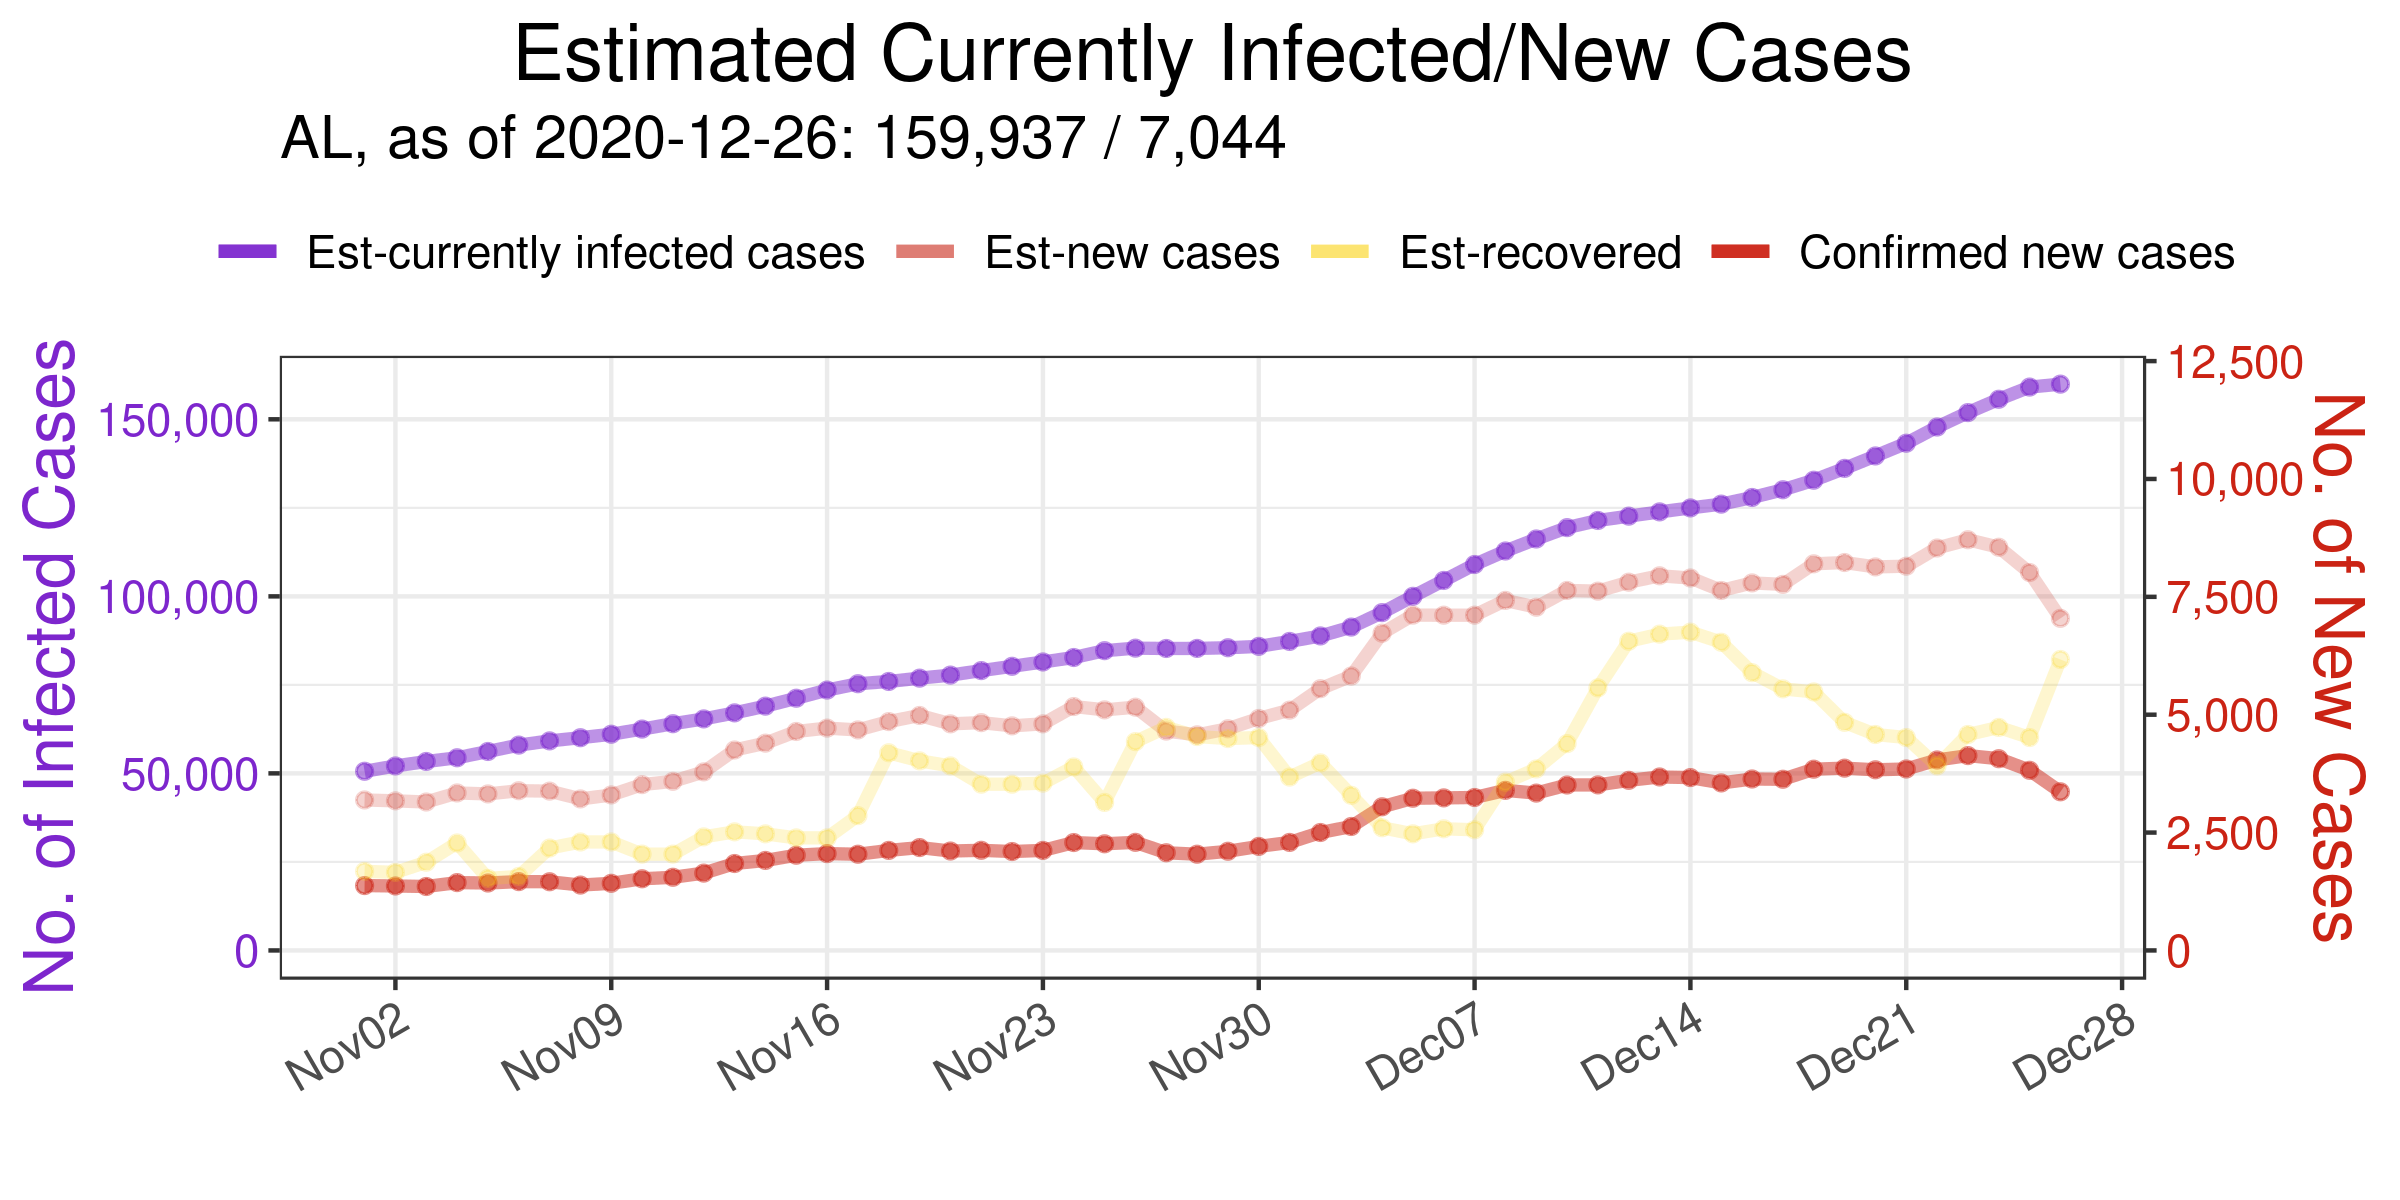 Estimated Currently Infected/New Cases
AL, as of 2020-12-26: 159,937 / 7,044
Est-currently infected cases Est-new cases Est-recovered Confirmed new cases
No. of Infected Cases
150,000
100,000
50,000
0
12,500
10,000
7,500
5,000
2,500
0
No. of New Cases
Nov02 Nov09 Nov16 Nov23 Nov30 Dec07 Dec14 Dec21 Dec28